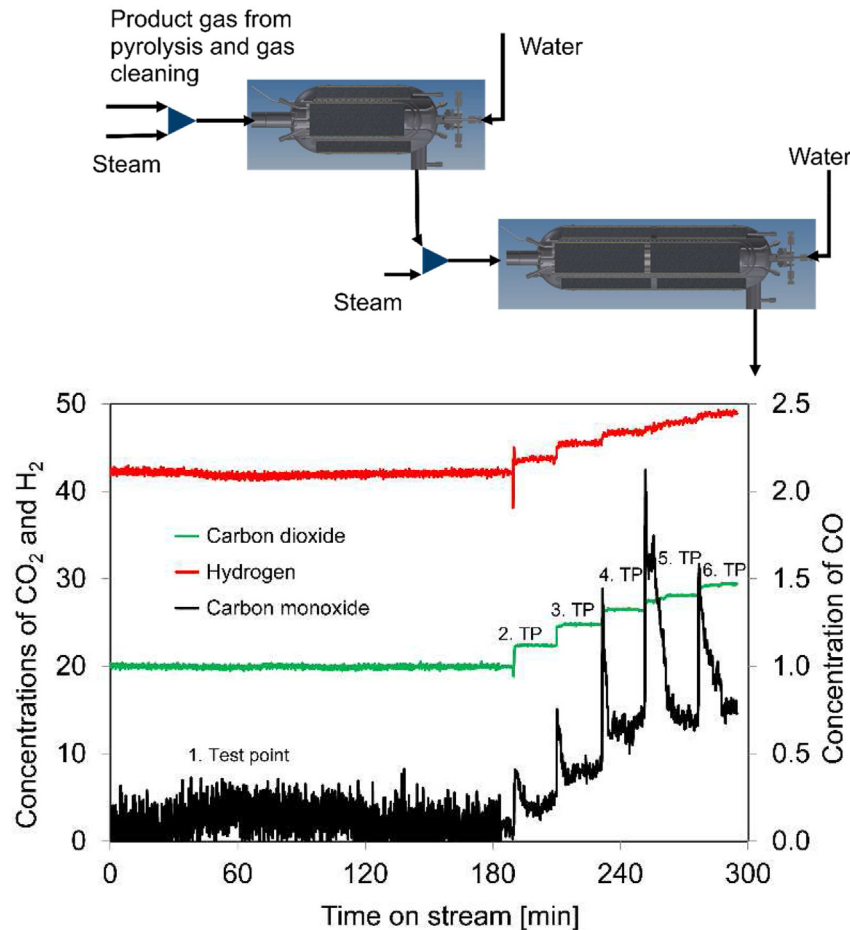 Product gas from
pyrolysis and gas
cleaning
Water
Steam
Water
Steam
50
40
30
20
10
0
Concentrations of CO₂ and H₂
2.5
2.0
1.5
1.0
0.5
0.0
Concentration of CO
Carbon dioxide
Hydrogen
Carbon monoxide
1. Test point
2. TP
3. TP
4. TP
5. TP
6. TP
0
60
120
180
240
300
Time on stream [min]